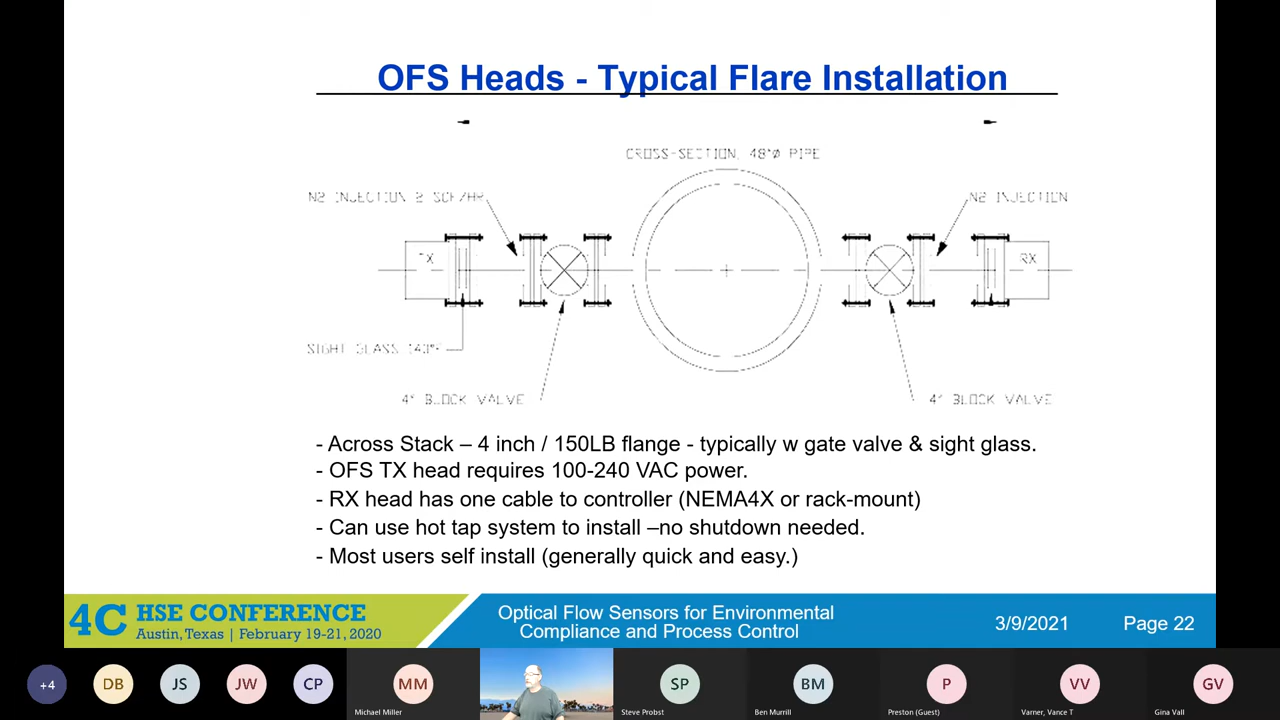 OFS Heads - Typical Flare Installation
CROSS-SECTION, 48"Ø PIPE
N2 INJECTION 2 SCF/HR
N2 INJECTION
TX
RX
SIGHT GLASS
4" BLOCK VALVE
4" BLOCK VALVE
- Across Stack – 4 inch / 150LB flange - typically w gate valve & sight glass.
- OFS TX head requires 100-240 VAC power.
- RX head has one cable to controller (NEMA4X or rack-mount)
- Can use hot tap system to install –no shutdown needed.
- Most users self install (generally quick and easy.)
4C HSE CONFERENCE
Austin, Texas | February 19-21, 2020
Optical Flow Sensors for Environmental
Compliance and Process Control
3/9/2021
Page 22
+4
DB
JS
JW
CP
MM
SP
BM
P
VV
GV
Michael Miller
Steve Probst
Ben Murrill
Preston (Guest)
Varner, Vance T
Gina Vall